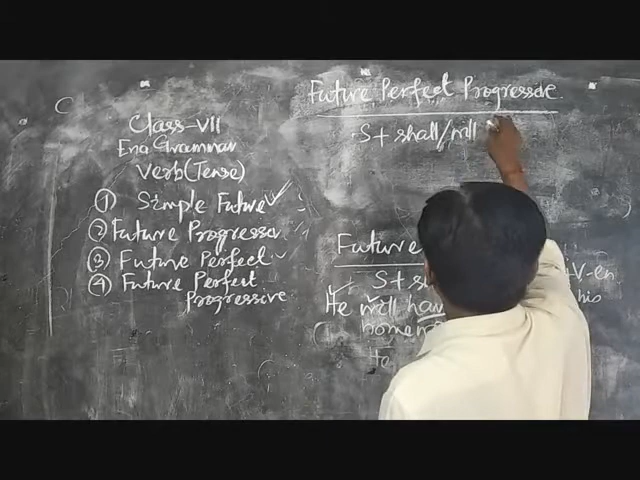 Class-VII
Eng Grammar
Verb (Tense)
① Simple Future ✓
② Future Progressive
③ Future Perfect
④ Future Perfect
Progressive
Future Perfect Progressive
S + shall/will
Future
S + s
V-en
He will have
his
homew
He